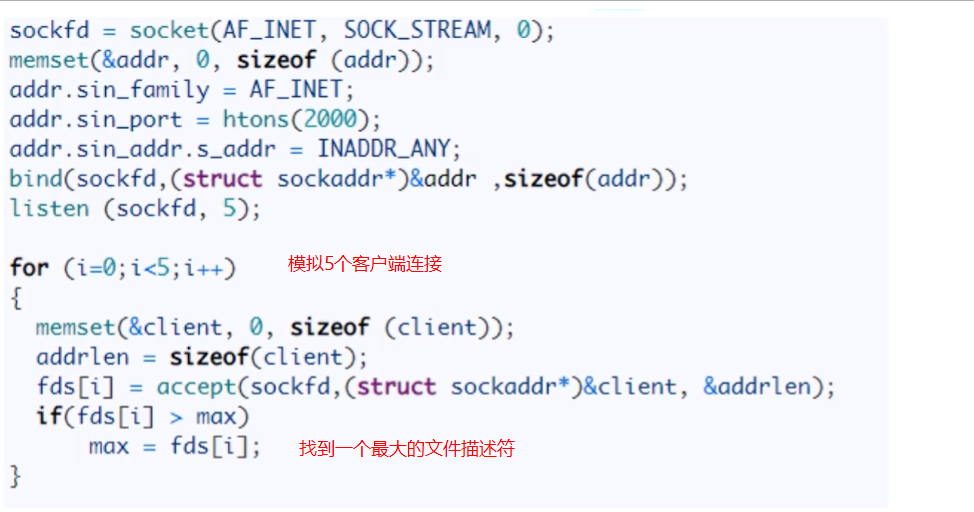 sockfd = socket(AF_INET, SOCK_STREAM, 0);
memset(&addr, 0, sizeof (addr));
addr.sin_family = AF_INET;
addr.sin_port = htons(2000);
addr.sin_addr.s_addr = INADDR_ANY;
bind(sockfd,(struct sockaddr*)&addr ,sizeof(addr));
listen (sockfd, 5);
for (i=0;i<5;i++) 模拟5个客户端连接
{
memset(&client, 0, sizeof (client));
addrlen = sizeof(client);
fds[i] = accept(sockfd,(struct sockaddr*)&client, &addrlen);
if(fds[i] > max)
max = fds[i]; 找到一个最大的文件描述符
}